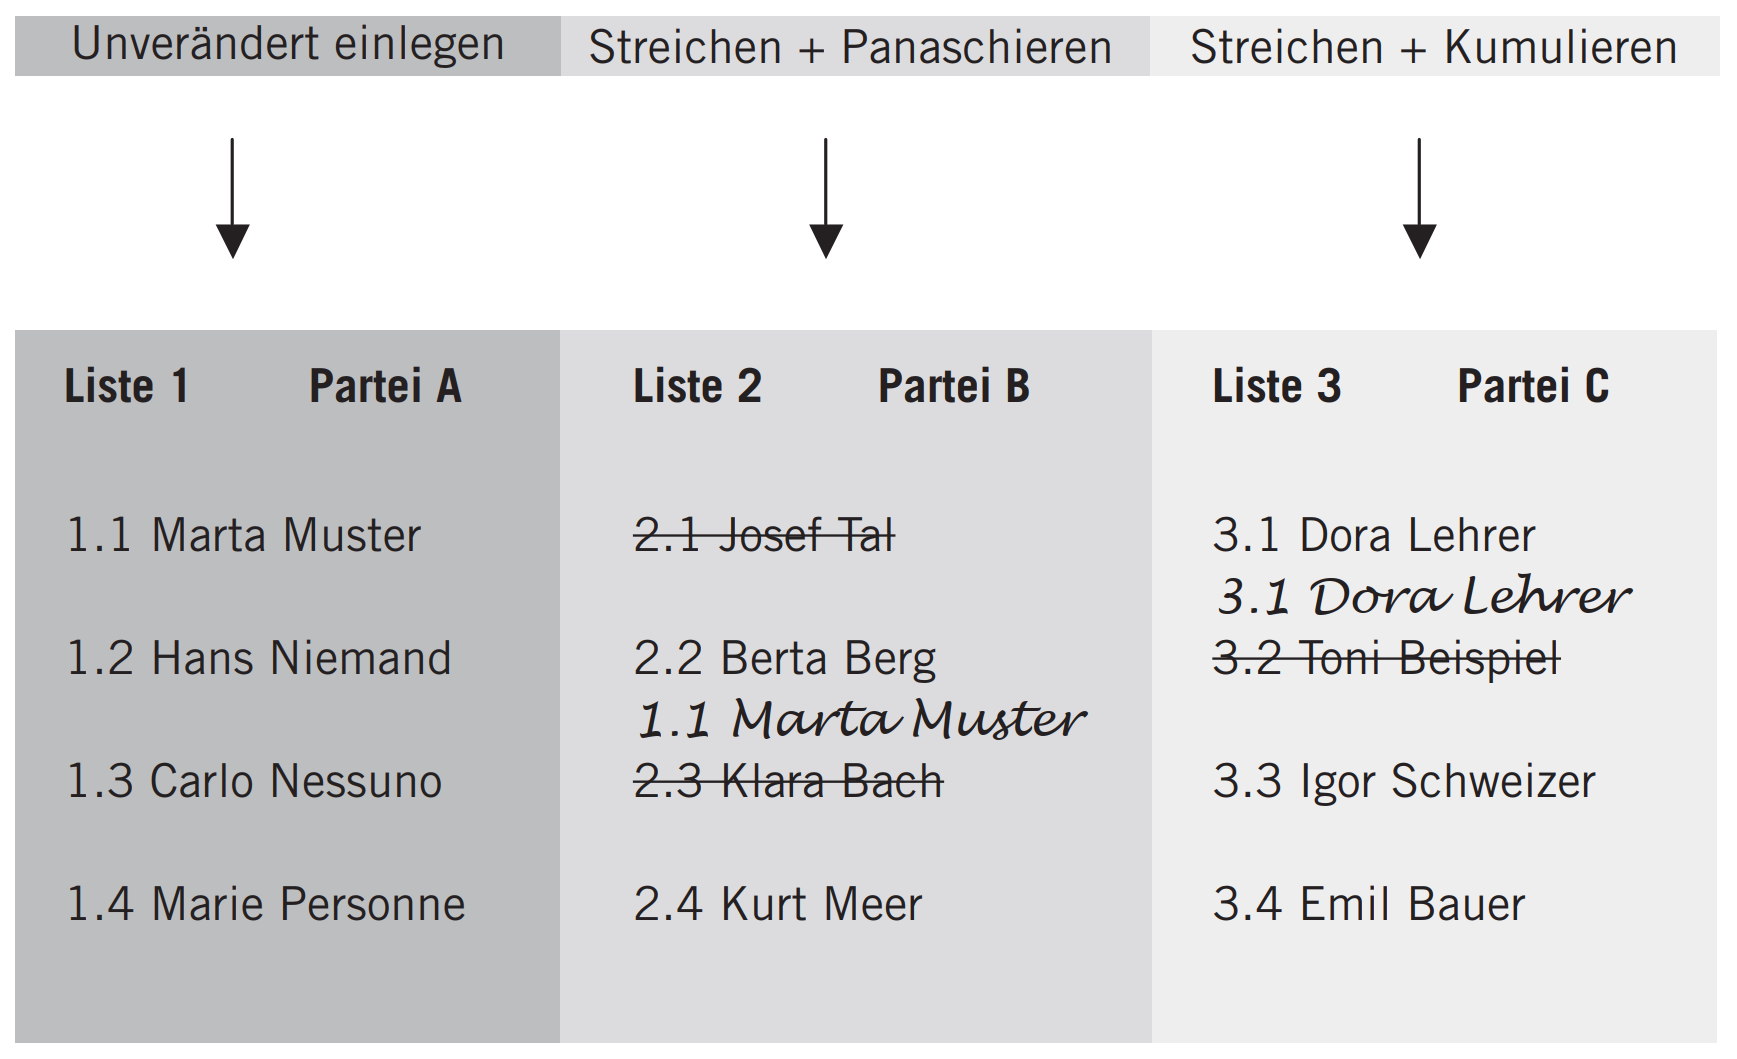 Unverändert einlegen
Streichen + Panaschieren
Streichen + Kumulieren
Liste 1 Partei A
1.1 Marta Muster
1.2 Hans Niemand
1.3 Carlo Nessuno
1.4 Marie Personne
Liste 2 Partei B
2.1 Josef Tal
2.2 Berta Berg
1.1 Marta Muster
2.3 Klara Bach
2.4 Kurt Meer
Liste 3 Partei C
3.1 Dora Lehrer
3.1 Dora Lehrer
3.2 Toni Beispiel
3.3 Igor Schweizer
3.4 Emil Bauer